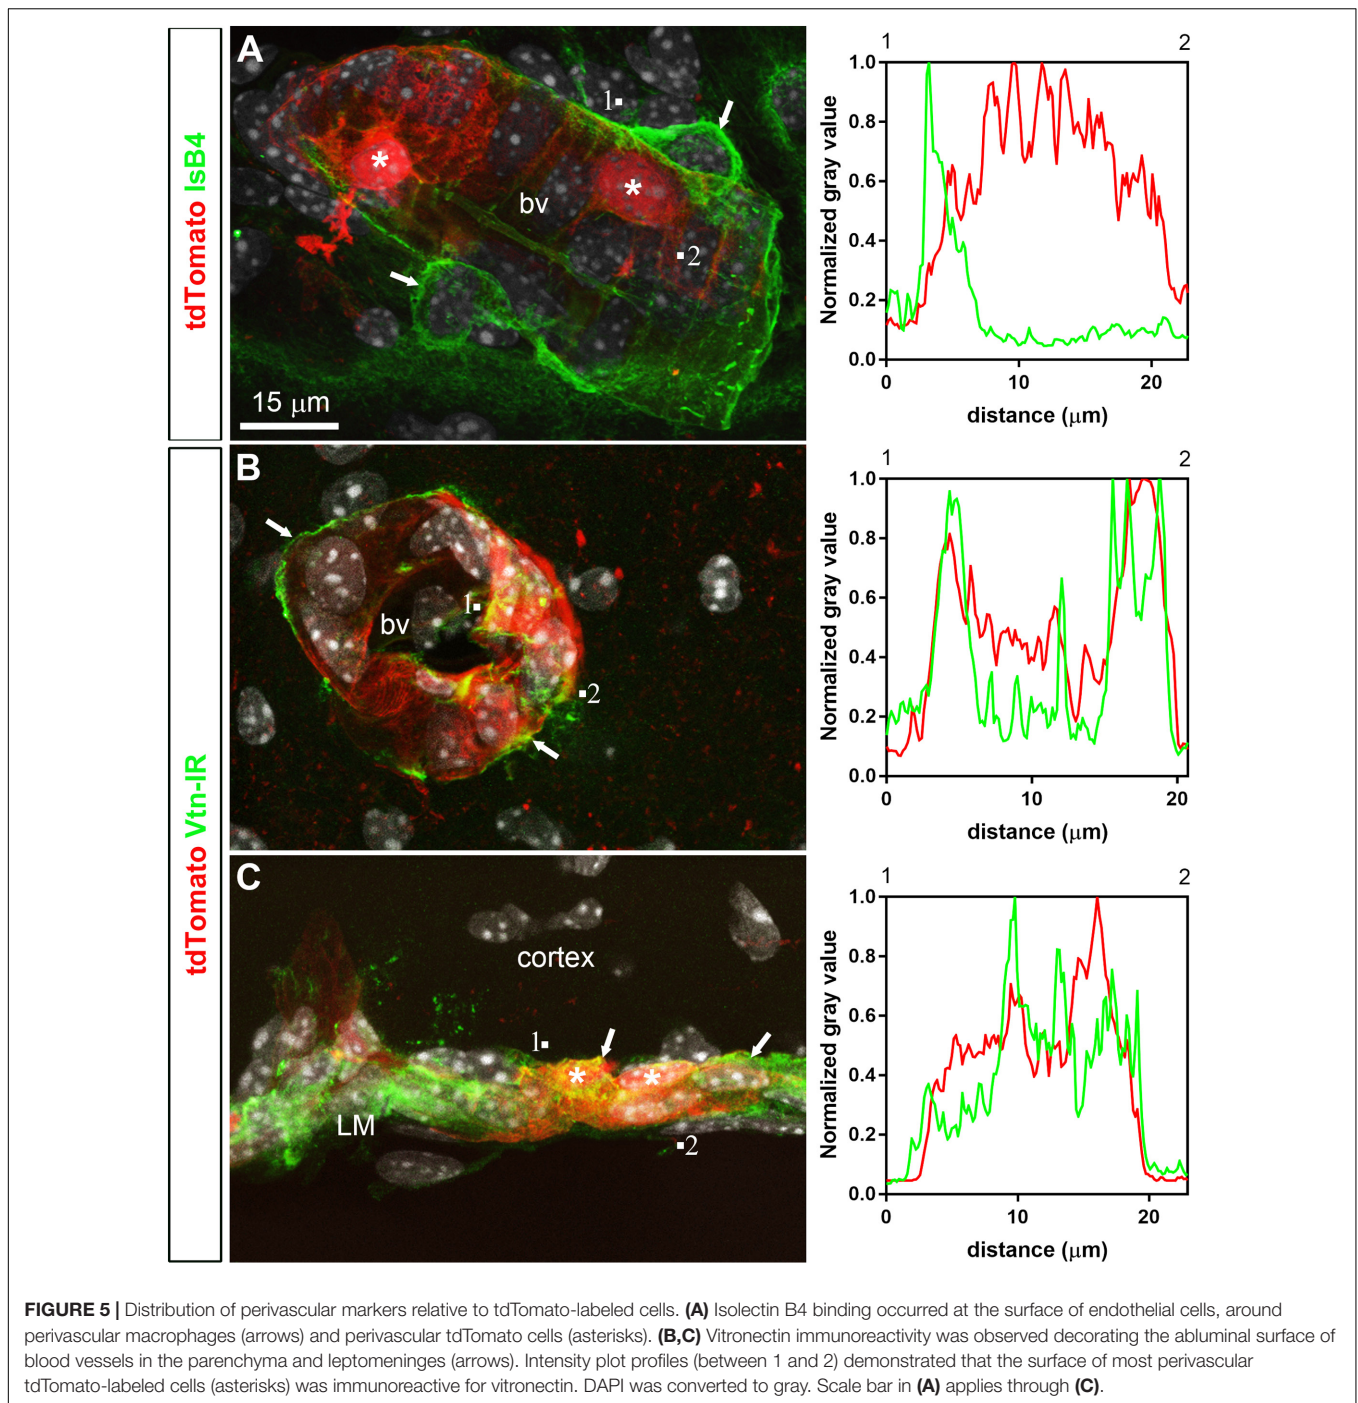 tdTomato IsB4
A
1
*
*
bv
2
15 μm
1 2
1.0
0.8
0.6
0.4
0.2
0.0
Normalized gray value
0 10 20
distance (μm)
tdTomato Vtn-IR
B
1
bv
2
1 2
1.0
0.8
0.6
0.4
0.2
0.0
Normalized gray value
0 10 20
distance (μm)
C
cortex
1
*
*
LM
2
1 2
1.0
0.8
0.6
0.4
0.2
0.0
Normalized gray value
0 10 20
distance (μm)
FIGURE 5 | Distribution of perivascular markers relative to tdTomato-labeled cells. (A) Isolectin B4 binding occurred at the surface of endothelial cells, around
perivascular macrophages (arrows) and perivascular tdTomato cells (asterisks). (B,C) Vitronectin immunoreactivity was observed decorating the abluminal surface of
blood vessels in the parenchyma and leptomeninges (arrows). Intensity plot profiles (between 1 and 2) demonstrated that the surface of most perivascular
tdTomato-labeled cells (asterisks) was immunoreactive for vitronectin. DAPI was converted to gray. Scale bar in (A) applies through (C).